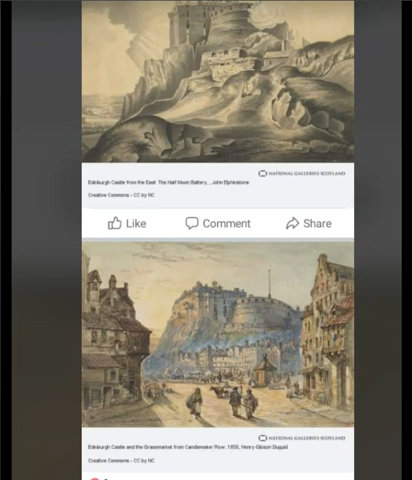 NATIONAL GALLERIES SCOTLAND
Edinburgh Castle from the East: The Half Moon Battery, , John Elphinstone
Creative Commons - CC by NC
Like Comment Share
NATIONAL GALLERIES SCOTLAND
Edinburgh Castle and the Grassmarket from Candlemaker Row, 1850, Henry Gibson Duguid
Creative Commons - CC by NC